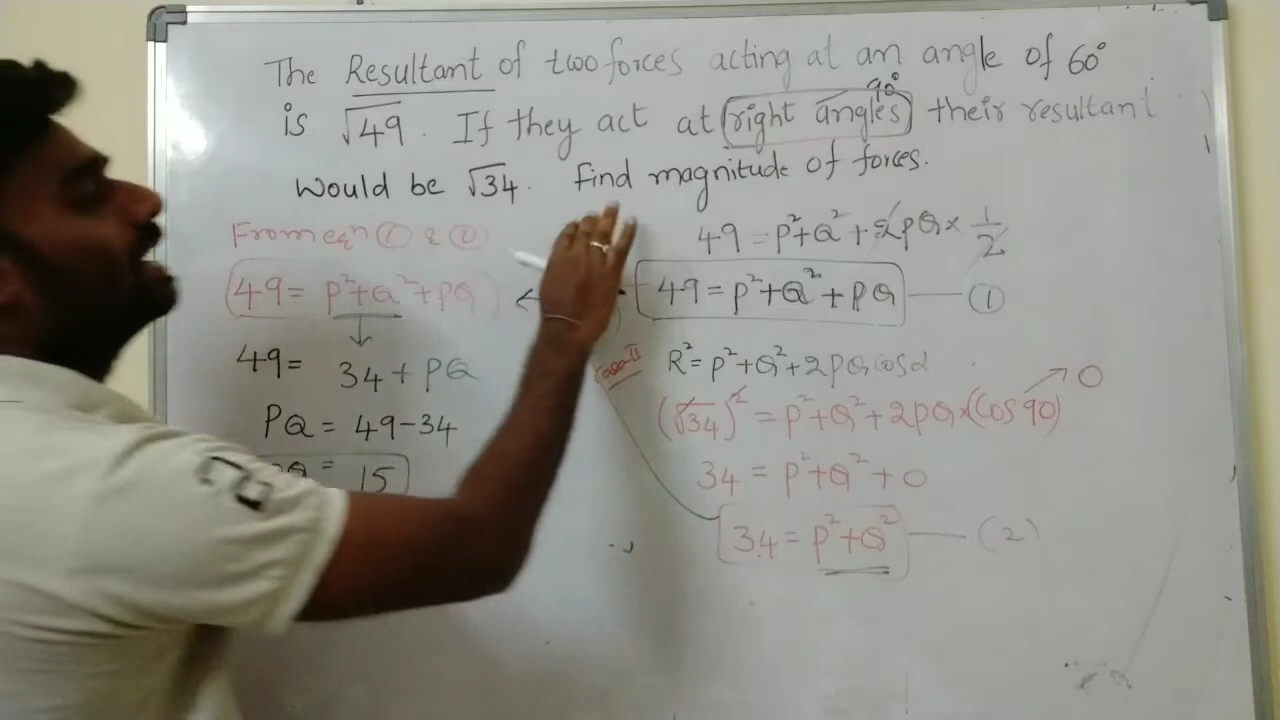 The Resultant of two forces acting at an angle of 60°
is √49. If they act at right angles their resultant
90°
would be √34. Find magnitude of forces.
From eqn ① & ②
49 = P²+Q²+PQ
49 = 34 + PQ
PQ = 49-34
PQ = 15
49 = P²+Q²+2PQ× 1/2
49 = P²+Q²+PQ —— ①
Case-II
R² = P²+Q²+2PQ cosα
(√34)² = P²+Q²+2PQ×(Cos 90) → 0
34 = P²+Q²+0
34 = P²+Q² —— (2)